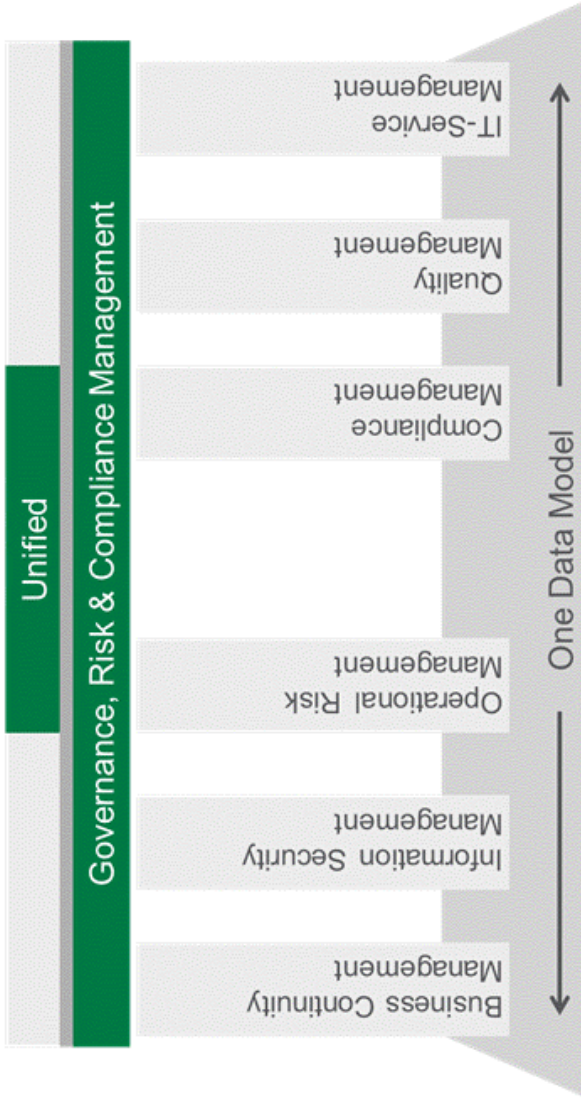 Unified
Governance, Risk & Compliance Management
Business Continuity
Management
Information Security
Management
Operational Risk
Management
Compliance
Management
Quality
Management
IT-Service
Management
One Data Model